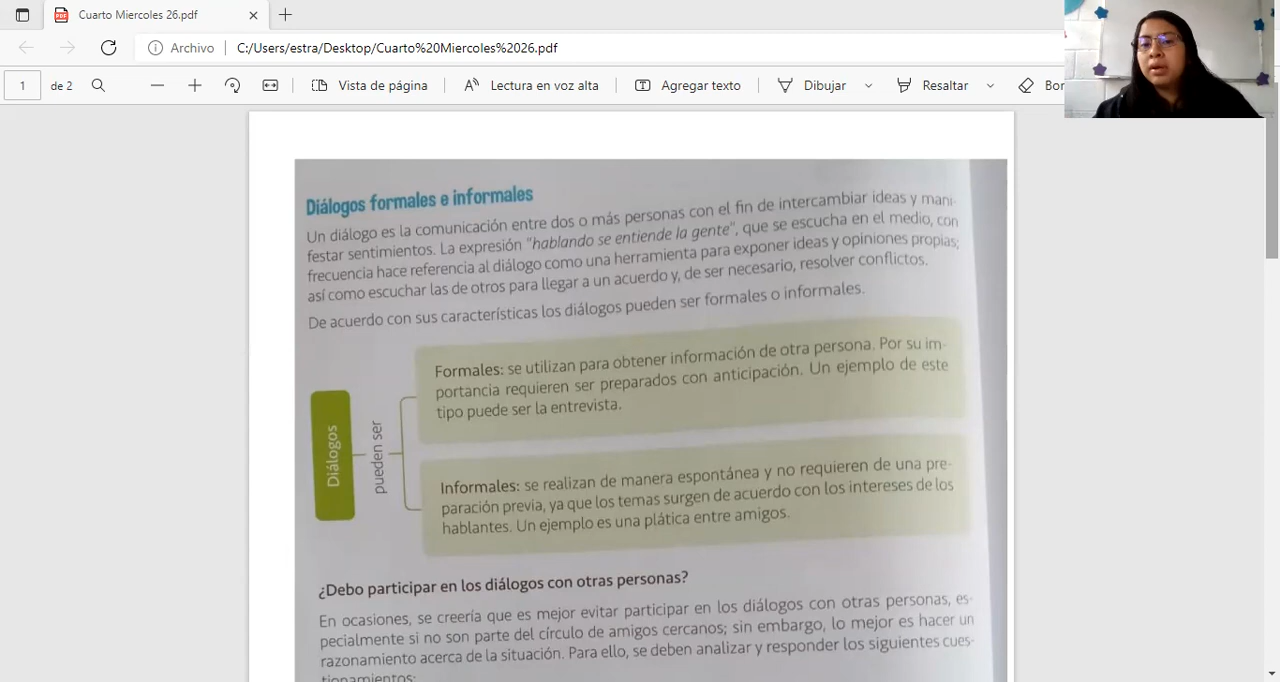 Cuarto Miercoles 26.pdf
Archivo C:/Users/estra/Desktop/Cuarto%20Miercoles%2026.pdf
1 de 2 Vista de página Lectura en voz alta Agregar texto Dibujar Resaltar Bor
Diálogos formales e informales
Un diálogo es la comunicación entre dos o más personas con el fin de intercambiar ideas y mani-
festar sentimientos. La expresión "hablando se entiende la gente", que se escucha en el medio, con
frecuencia hace referencia al diálogo como una herramienta para exponer ideas y opiniones propias;
así como escuchar las de otros para llegar a un acuerdo y, de ser necesario, resolver conflictos.
De acuerdo con sus características los diálogos pueden ser formales o informales.
Diálogos
pueden ser
Formales: se utilizan para obtener información de otra persona. Por su im-
portancia requieren ser preparados con anticipación. Un ejemplo de este
tipo puede ser la entrevista.
Informales: se realizan de manera espontánea y no requieren de una pre-
paración previa, ya que los temas surgen de acuerdo con los intereses de los
hablantes. Un ejemplo es una plática entre amigos.
¿Debo participar en los diálogos con otras personas?
En ocasiones, se creería que es mejor evitar participar en los diálogos con otras personas, es-
pecialmente si no son parte del círculo de amigos cercanos; sin embargo, lo mejor es hacer un
razonamiento acerca de la situación. Para ello, se deben analizar y responder los siguientes cues-
tionamientos: